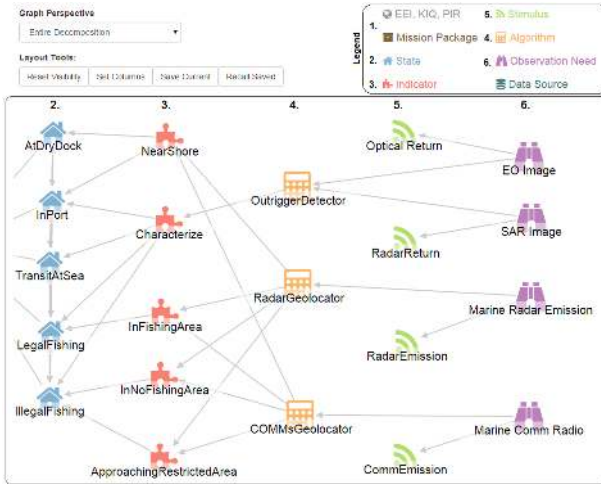 Graph Perspective
Entire Decomposition
Layout Tools:
Reset Visibility Set Columns Save Current Recall Saved
Legend
1. EEI, KIQ, PIR 5. Stimulus
Mission Package 4. Algorithm
2. State 6. Observation Need
3. Indicator Data Source
2. 3. 4. 5. 6.
AtDryDock NearShore Optical Return
EO Image
OutriggerDetector
InPort
Characterize RadarReturn SAR Image
TransitAtSea
RadarGeolocator
Marine Radar Emission
InFishingArea
LegalFishing RadarEmission
InNoFishingArea
IllegalFishing
COMMsGeolocator Marine Comm Radio
ApproachingRestrictedArea CommEmission